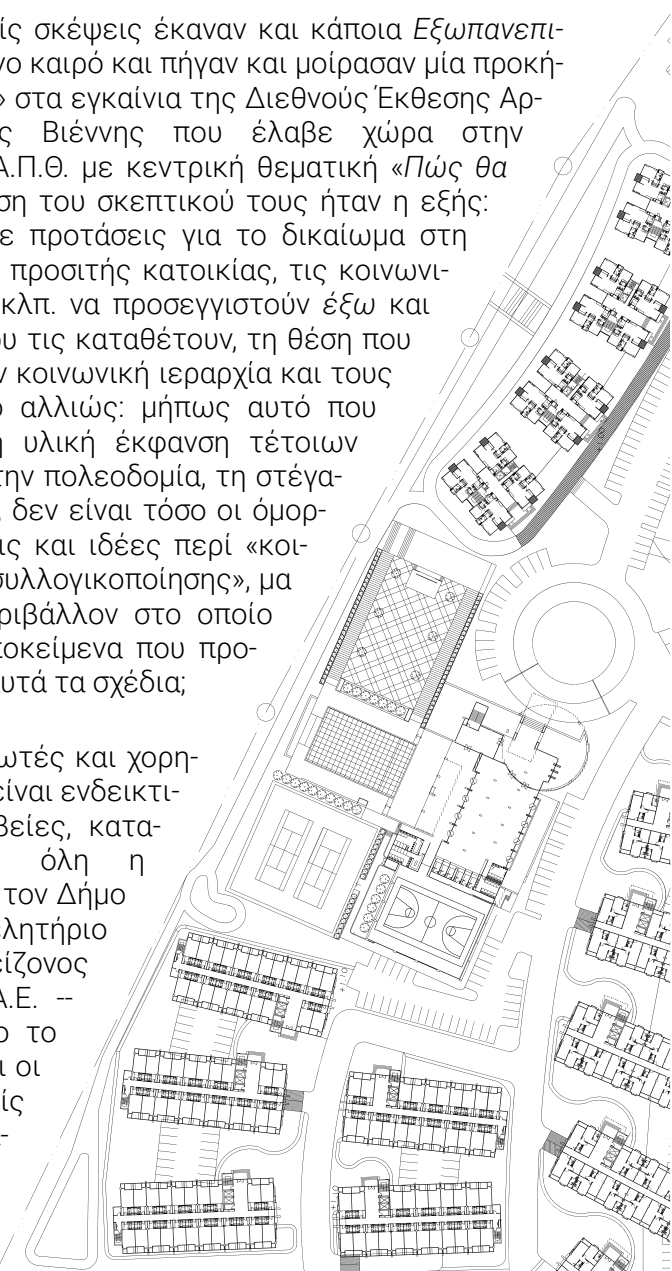 ίς σκέψεις έκαναν και κάποια Εξωπανεπι-
νο καιρό και πήγαν και μοίρασαν μία προκή-
» στα εγκαίνια της Διεθνούς Έκθεσης Αρ-
ς Βιέννης που έλαβε χώρα στην
Α.Π.Θ. με κεντρική θεματική «Πώς θα
ση του σκεπτικού τους ήταν η εξής:
ε προτάσεις για το δικαίωμα στη
προσιτής κατοικίας, τις κοινωνι-
κλπ. να προσεγγιστούν έξω και
ου τις καταθέτουν, τη θέση που
ν κοινωνική ιεραρχία και τους
ο αλλιώς: μήπως αυτό που
η υλική έκφανση τέτοιων
την πολεοδομία, τη στέγα-
δεν είναι τόσο οι όμορ-
ις και ιδέες περί «κοι-
συλλογικοποίησης», μα
ριβάλλον στο οποίο
ποκείμενα που προ-
υτά τα σχέδια;
ωτές και χορη-
είναι ενδεικτι-
βείες, κατα-
όλη η
τον Δήμο
ελητήριο
είζονος
Α.Ε. --
ο το
ι οι
ίς